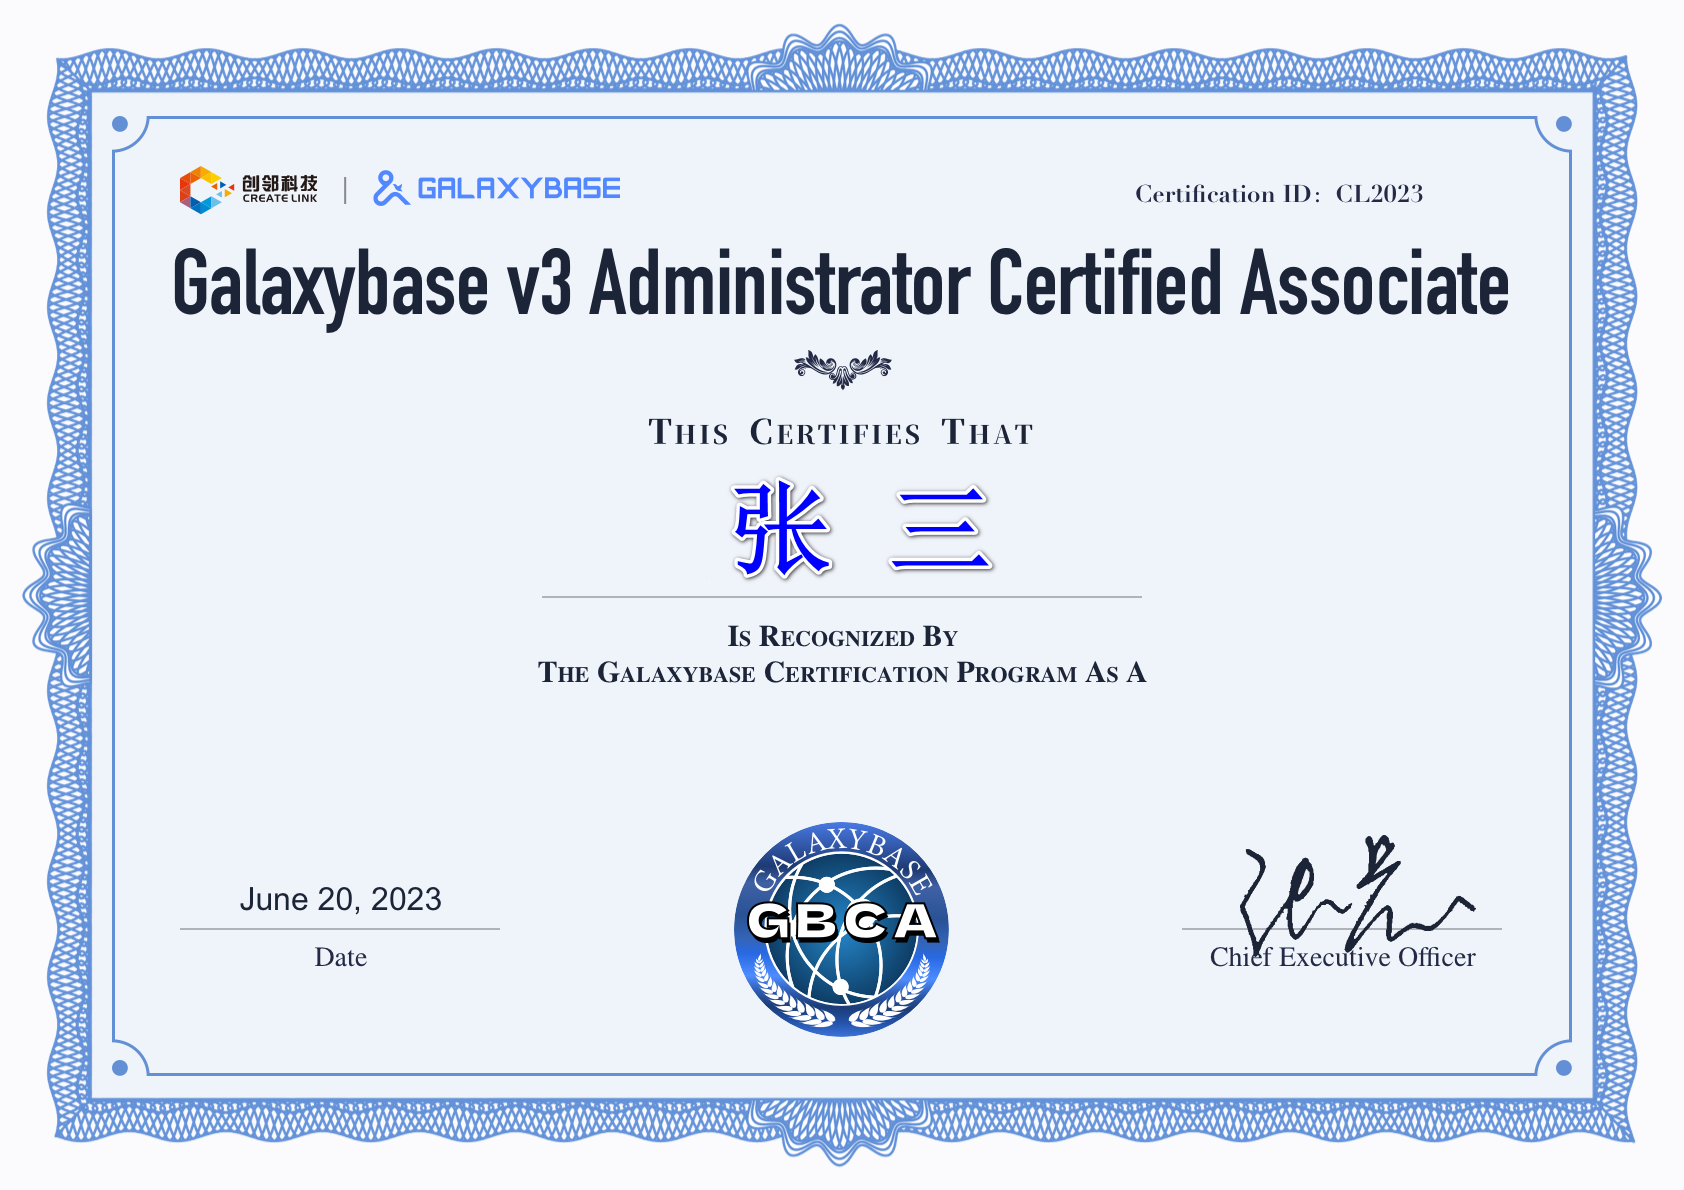 创邻科技
CREATE LINK
GALAXYBASE
Certification ID：CL2023
Galaxybase v3 Administrator Certified Associate
THIS CERTIFIES THAT
张 三
IS RECOGNIZED BY
THE GALAXYBASE CERTIFICATION PROGRAM AS A
June 20, 2023
Date
GALAXYBASE
GBCA
Chief Executive Officer